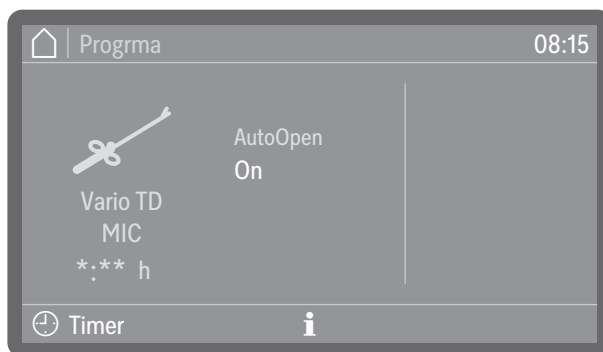 Progrma 08:15
AutoOpen
On
Vario TD
MIC
*:** h
Timer i